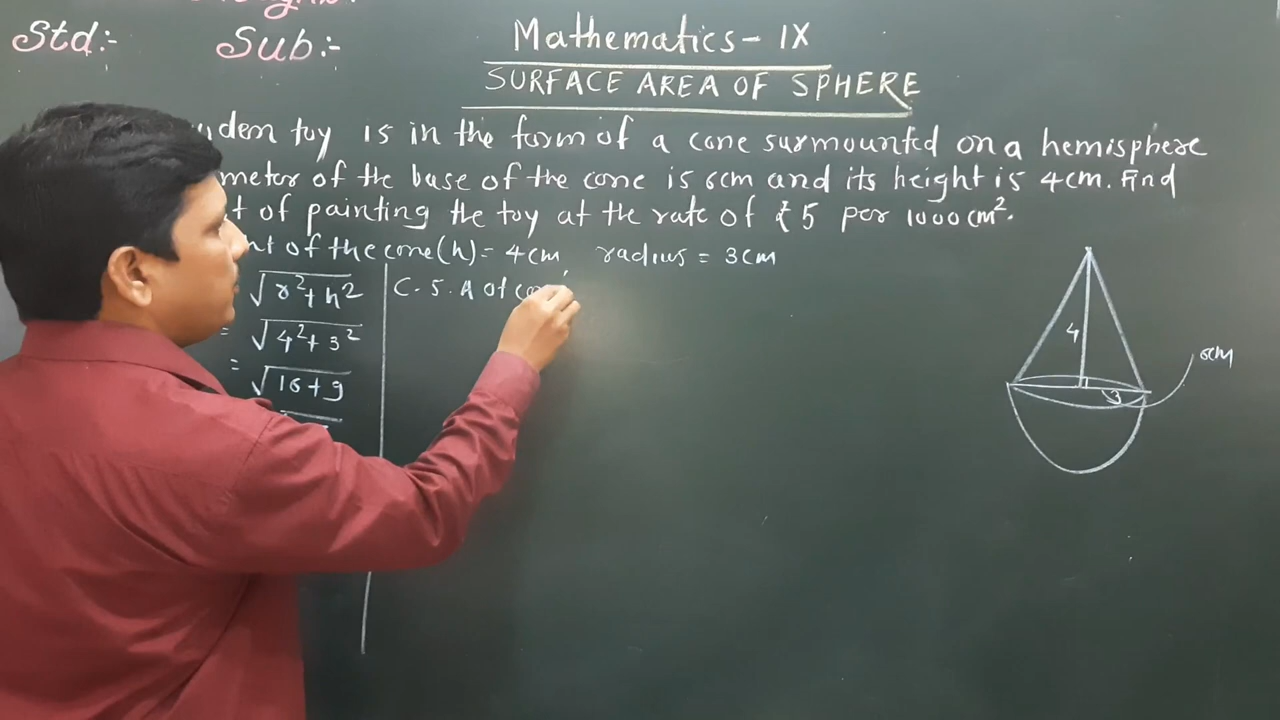 Std:- Sub:- Mathematics - IX
SURFACE AREA OF SPHERE
toy is in the form of a cone surmounted on a hemisphere
of the base of the cone is 6cm and its height is 4cm. Find
of painting the toy at the rate of ₹5 per 1000cm².
of the cone(h) = 4cm radius = 3cm
√r²+h²
= √4²+3²
= √16+9
C.S.A of
4
3
6cm